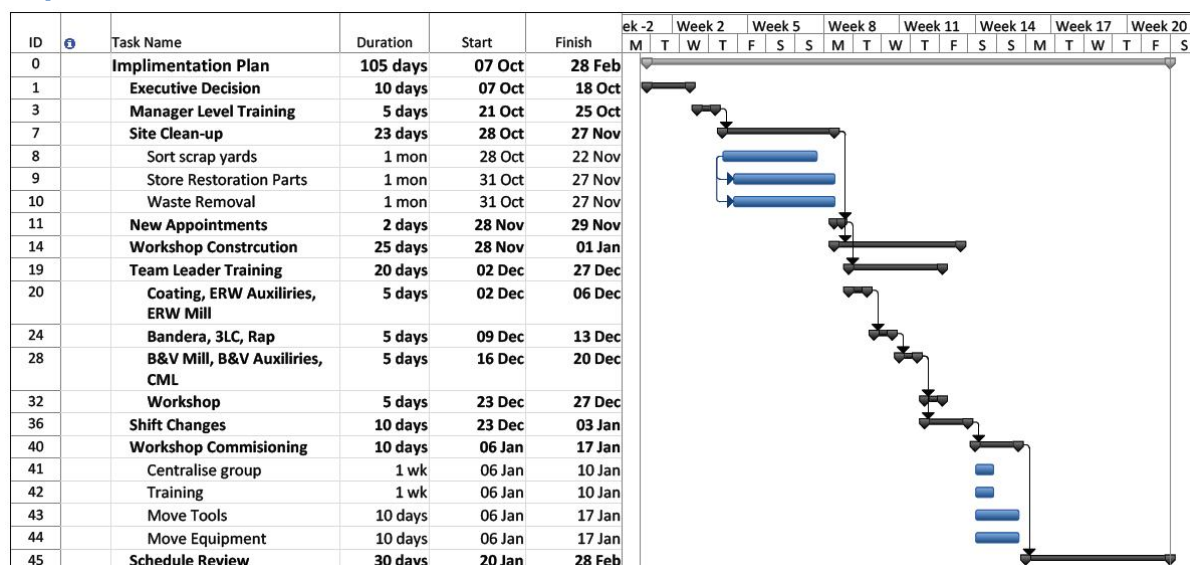 ek -2 Week 2 Week 5 Week 8 Week 11 Week 14 Week 17 Week 20
ID Task Name Duration Start Finish M T W T F S S M T W T F S S M T W T F S
0 Implimentation Plan 105 days 07 Oct 28 Feb
1 Executive Decision 10 days 07 Oct 18 Oct
3 Manager Level Training 5 days 21 Oct 25 Oct
7 Site Clean-up 23 days 28 Oct 27 Nov
8 Sort scrap yards 1 mon 28 Oct 22 Nov
9 Store Restoration Parts 1 mon 31 Oct 27 Nov
10 Waste Removal 1 mon 31 Oct 27 Nov
11 New Appointments 2 days 28 Nov 29 Nov
14 Workshop Constrcution 25 days 28 Nov 01 Jan
19 Team Leader Training 20 days 02 Dec 27 Dec
20 Coating, ERW Auxiliries, 5 days 02 Dec 06 Dec
ERW Mill
24 Bandera, 3LC, Rap 5 days 09 Dec 13 Dec
28 B&V Mill, B&V Auxiliries, 5 days 16 Dec 20 Dec
CML
32 Workshop 5 days 23 Dec 27 Dec
36 Shift Changes 10 days 23 Dec 03 Jan
40 Workshop Commisioning 10 days 06 Jan 17 Jan
41 Centralise group 1 wk 06 Jan 10 Jan
42 Training 1 wk 06 Jan 10 Jan
43 Move Tools 10 days 06 Jan 17 Jan
44 Move Equipment 10 days 06 Jan 17 Jan
45 Schedule Review 30 days 20 Jan 28 Feb